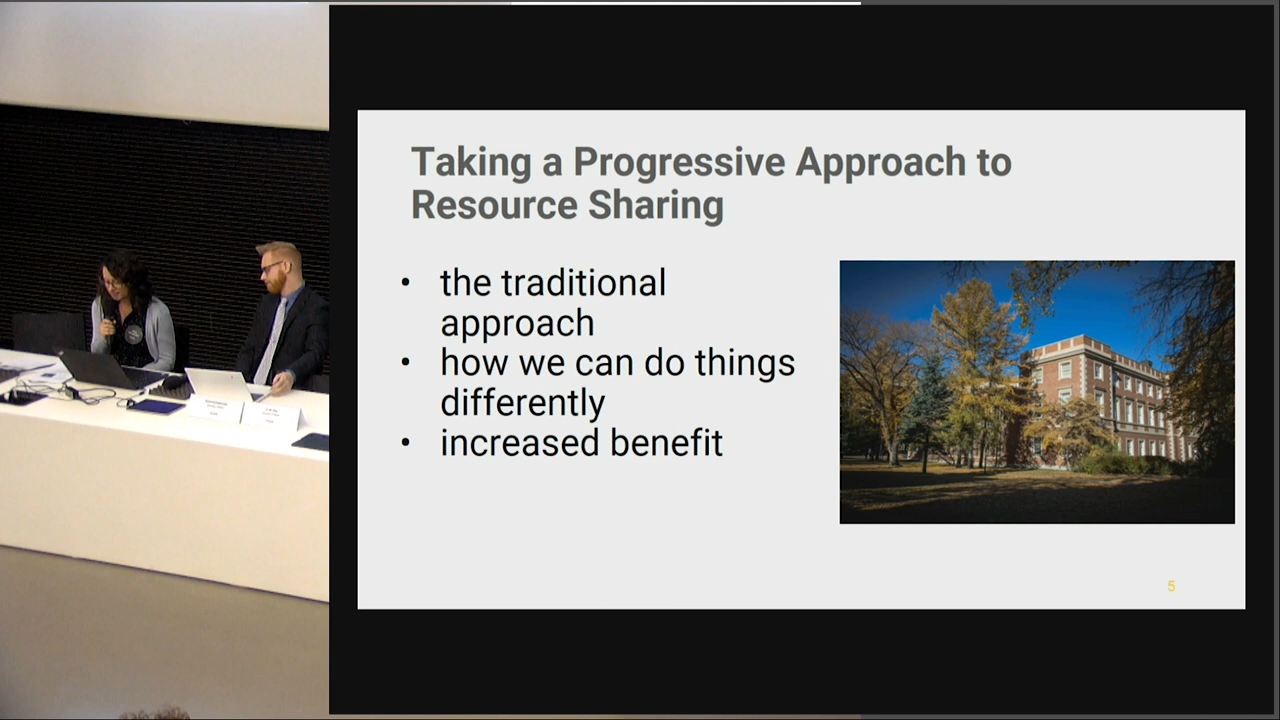 Taking a Progressive Approach to
Resource Sharing
• the traditional
approach
• how we can do things
differently
• increased benefit
5